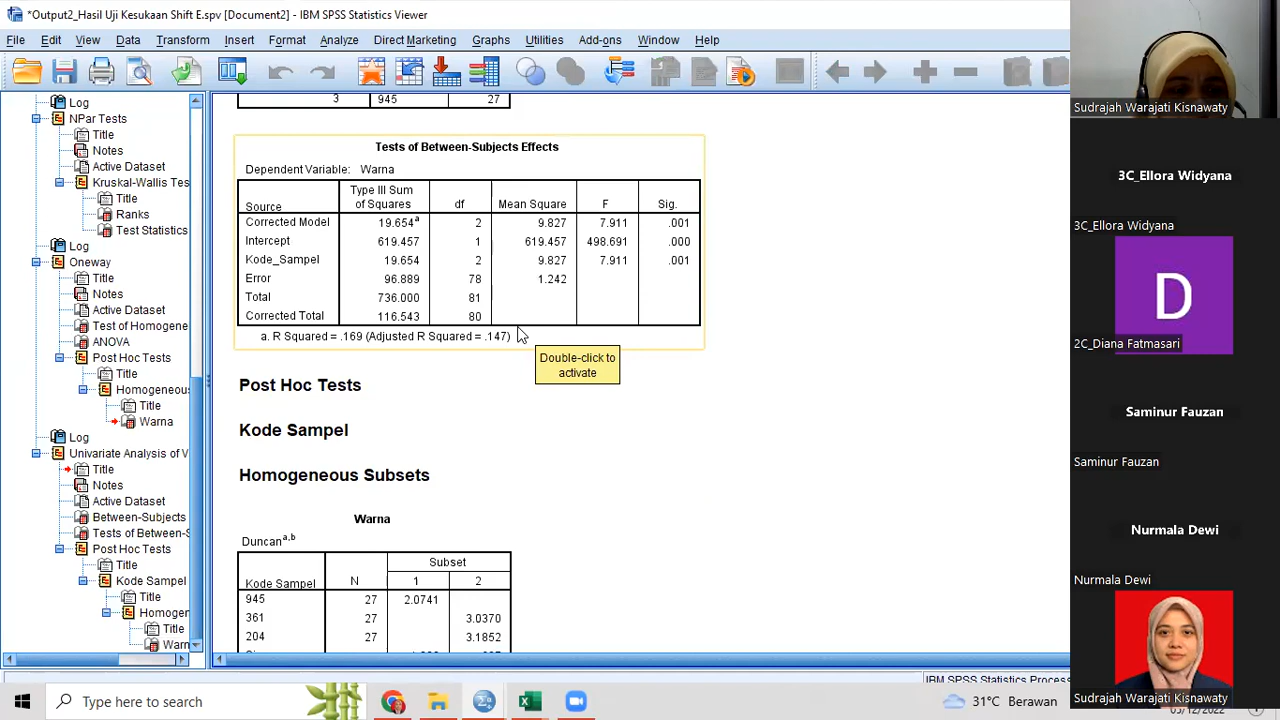 *Output2_Hasil Uji Kesukaan Shift E.spv [Document2] - IBM SPSS Statistics Viewer
File Edit View Data Transform Insert Format Analyze Direct Marketing Graphs Utilities Add-ons Window Help
Log
NPar Tests
Title
Notes
Active Dataset
Kruskal-Wallis Tes
Title
Ranks
Test Statistics
Log
Oneway
Title
Notes
Active Dataset
Test of Homogene
ANOVA
Post Hoc Tests
Title
Homogeneous
Title
Warna
Log
Univariate Analysis of V
Title
Notes
Active Dataset
Between-Subjects
Tests of Between-S
Post Hoc Tests
Title
Kode Sampel
Title
Homogen
Title
Warn
3 945 27
Tests of Between-Subjects Effects
Dependent Variable: Warna
Source Type III Sum of Squares df Mean Square F Sig.
Corrected Model 19.654a 2 9.827 7.911 .001
Intercept 619.457 1 619.457 498.691 .000
Kode_Sampel 19.654 2 9.827 7.911 .001
Error 96.889 78 1.242
Total 736.000 81
Corrected Total 116.543 80
a. R Squared = .169 (Adjusted R Squared = .147)
Double-click to
activate
Post Hoc Tests
Kode Sampel
Homogeneous Subsets
Warna
Duncana,b
Subset
Kode Sampel N 1 2
945 27 2.0741
361 27 3.0370
204 27 3.1852
IBM SPSS Statistics Process
Sudrajah Warajati Kisnawaty
3C_Ellora Widyana
3C_Ellora Widyana
D
2C_Diana Fatmasari
Saminur Fauzan
Saminur Fauzan
Nurmala Dewi
Nurmala Dewi
Sudrajah Warajati Kisnawaty
Type here to search
31°C Berawan
05/12/2022